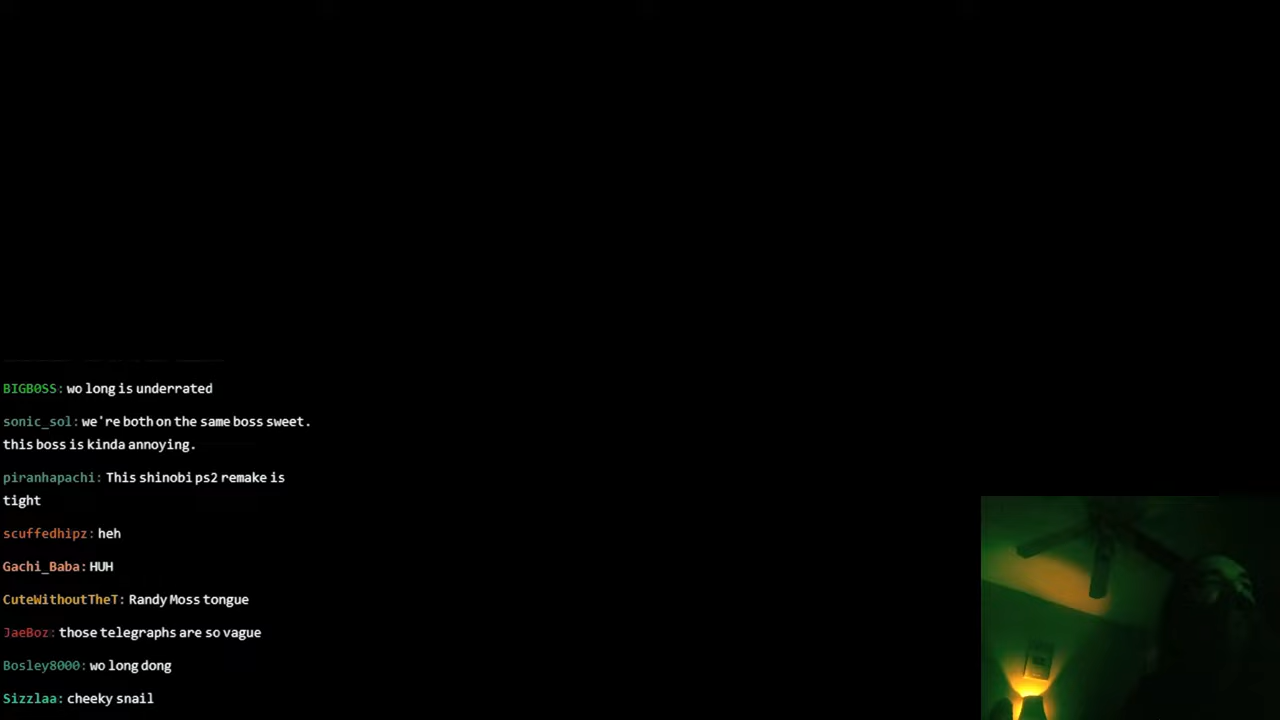 BIGB0SS: wo long is underrated
sonic_sol: we're both on the same boss sweet.
this boss is kinda annoying.
piranhapachi: This shinobi ps2 remake is
tight
scuffedhipz: heh
Gachi_Baba: HUH
CuteWithoutTheT: Randy Moss tongue
JaeBoz: those telegraphs are so vague
Bosley8000: wo long dong
Sizzlaa: cheeky snail